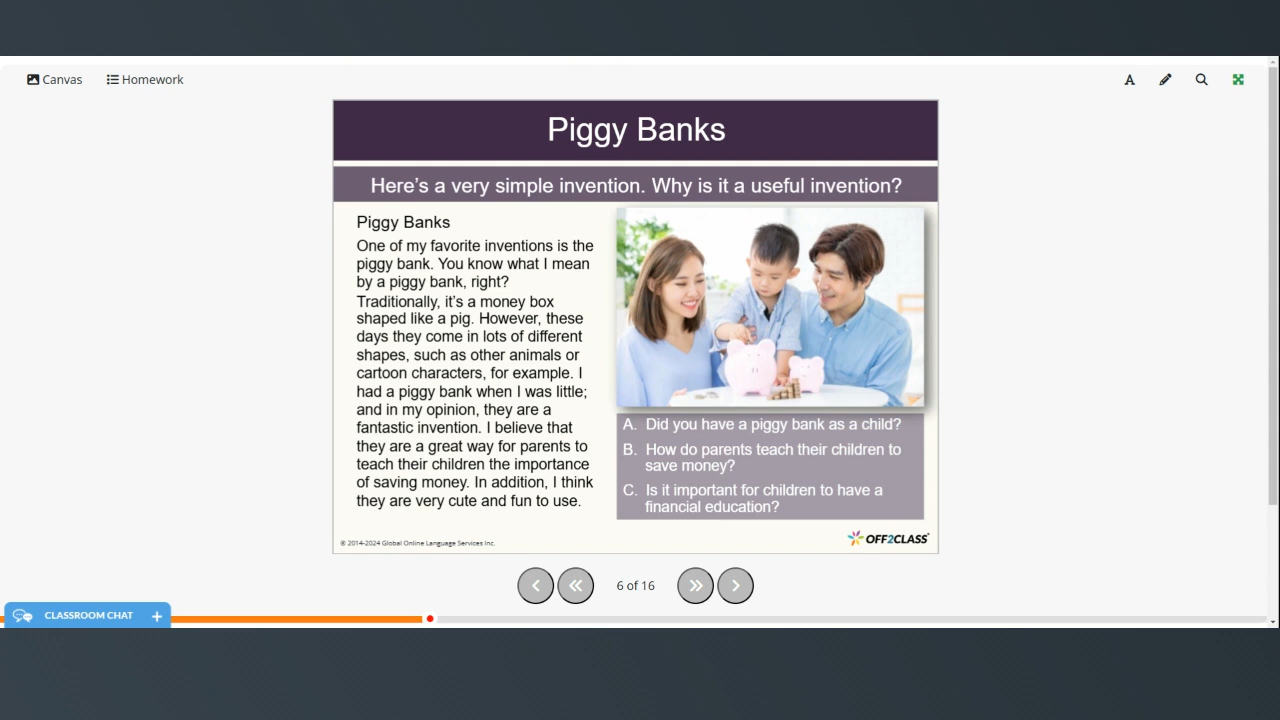 Canvas
Homework
A
Piggy Banks
Here's a very simple invention. Why is it a useful invention?
Piggy Banks
One of my favorite inventions is the
piggy bank. You know what I mean
by a piggy bank, right?
Traditionally, it's a money box
shaped like a pig. However, these
days they come in lots of different
shapes, such as other animals or
cartoon characters, for example. I
had a piggy bank when I was little;
and in my opinion, they are a
fantastic invention. I believe that
they are a great way for parents to
teach their children the importance
of saving money. In addition, I think
they are very cute and fun to use.
A. Did you have a piggy bank as a child?
B. How do parents teach their children to
save money?
C. Is it important for children to have a
financial education?
© 2014-2024 Global Online Language Services Inc.
OFF2CLASS
6 of 16
CLASSROOM CHAT +